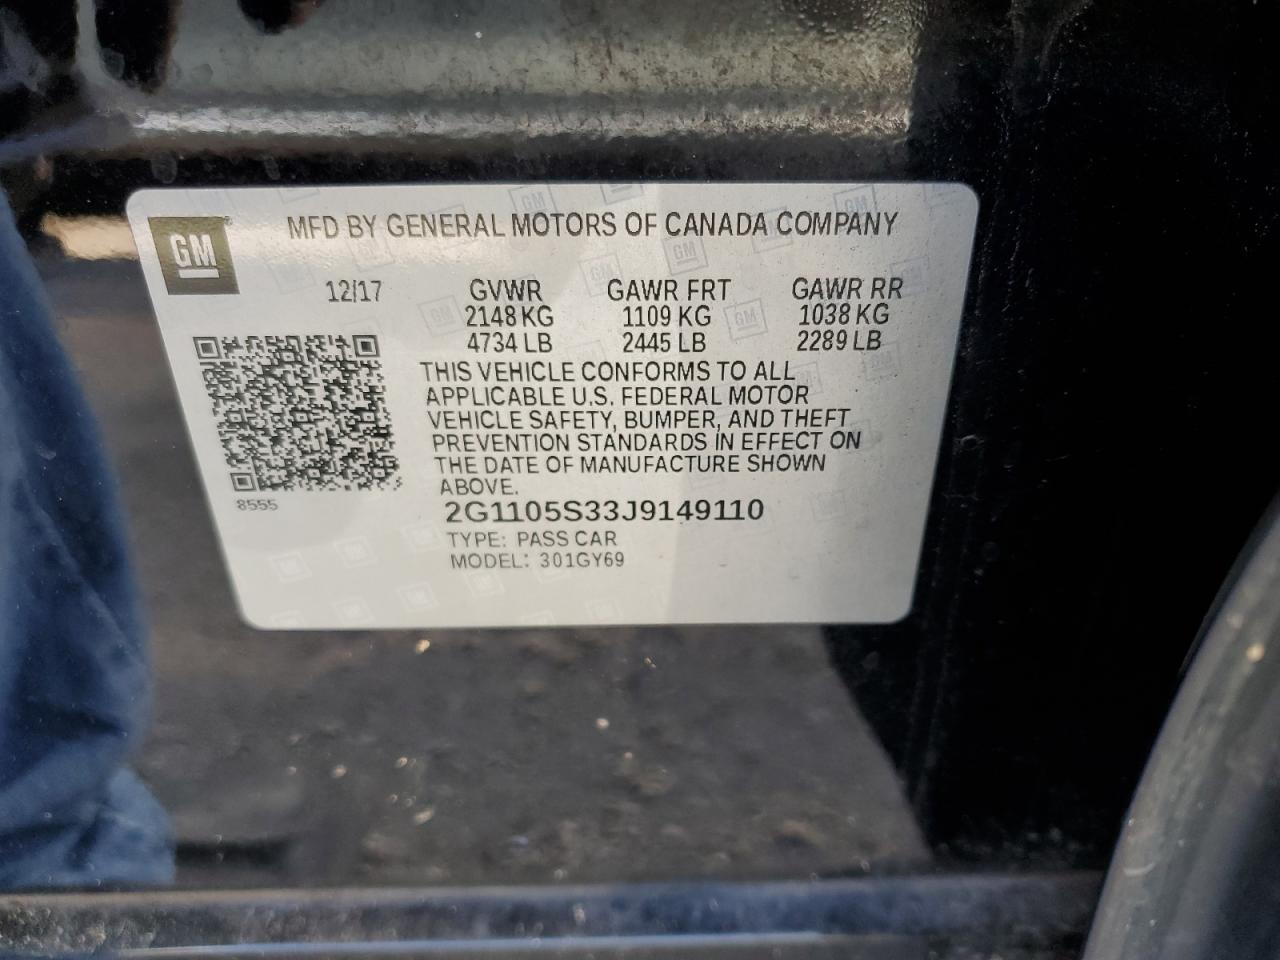 GM
MFD BY GENERAL MOTORS OF CANADA COMPANY
12/17 GVWR GAWR FRT GAWR RR
2148 KG 1109 KG 1038 KG
4734 LB 2445 LB 2289 LB
THIS VEHICLE CONFORMS TO ALL
APPLICABLE U.S. FEDERAL MOTOR
VEHICLE SAFETY, BUMPER, AND THEFT
PREVENTION STANDARDS IN EFFECT ON
THE DATE OF MANUFACTURE SHOWN
ABOVE.
8555
2G1105S33J9149110
TYPE: PASS CAR
MODEL: 301GY69